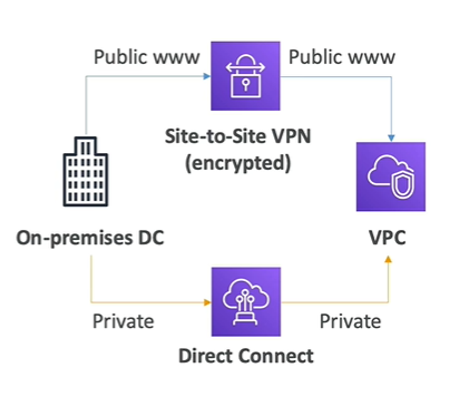 Public www
Public www
Site-to-Site VPN
(encrypted)
On-premises DC
VPC
Private
Private
Direct Connect